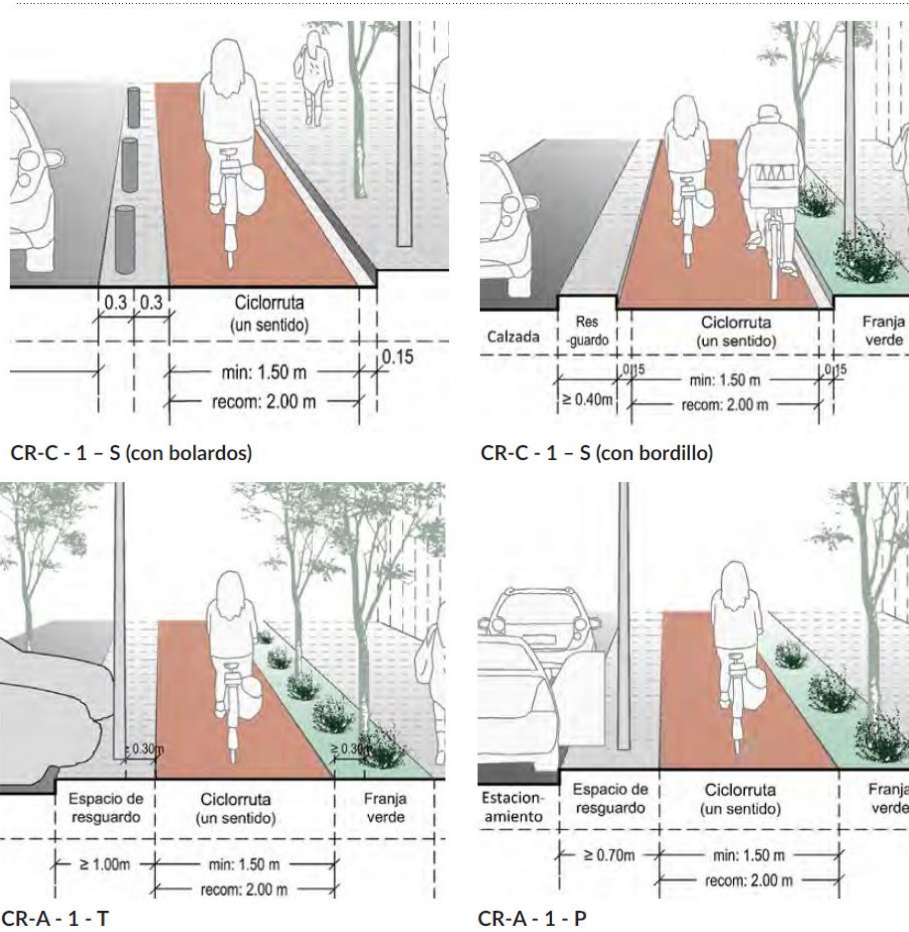 0.3 0.3
Ciclorruta
(un sentido)
0.15
min: 1.50 m
recom: 2.00 m
CR-C - 1 – S (con bolardos)
Calzada
Res
-guardo
Ciclorruta
(un sentido)
Franja
verde
0.15
0.15
≥ 0.40m
min: 1.50 m
recom: 2.00 m
CR-C - 1 – S (con bordillo)
≥ 0.30m
≥ 0.30m
Espacio de
resguardo
Ciclorruta
(un sentido)
Franja
verde
≥ 1.00m
min: 1.50 m
recom: 2.00 m
CR-A - 1 - T
Estacion-
amiento
Espacio de
resguardo
Ciclorruta
(un sentido)
Franja
verde
≥ 0.70m
min: 1.50 m
recom: 2.00 m
CR-A - 1 - P